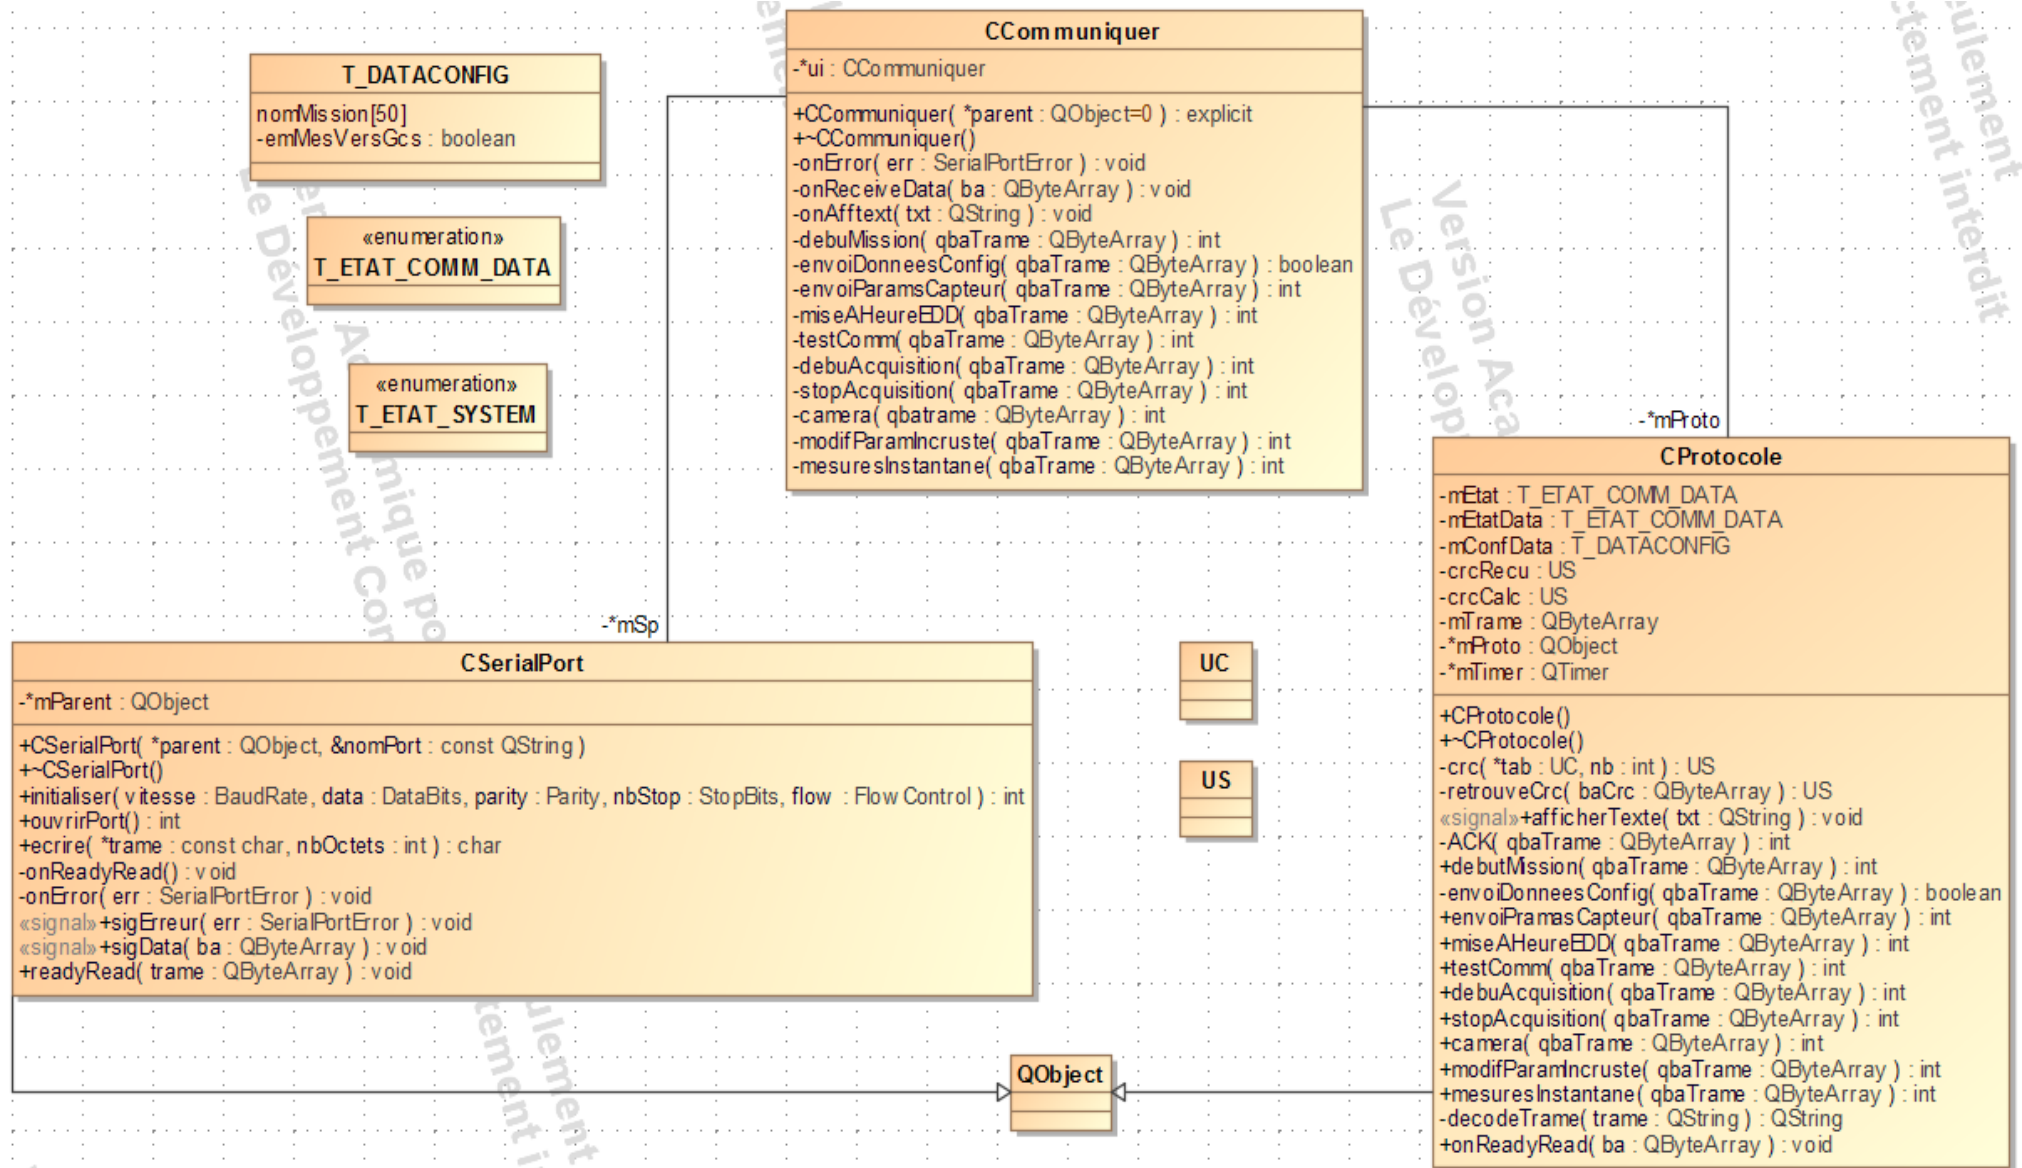 T_DATACONFIG
nomMission[50]
-emMesVersGcs : boolean
«enumeration»
T_ETAT_COMM_DATA
«enumeration»
T_ETAT_SYSTEM
CCommuniquer
-*ui : CCommuniquer
+CCommuniquer( *parent : QObject=0 ) : explicit
+~CCommuniquer()
-onError( err : SerialPortError ) : void
-onReceiveData( ba : QByteArray ) : void
-onAfftext( txt : QString ) : void
-debuMission( qbaTrame : QByteArray ) : int
-envoiDonneesConfig( qbaTrame : QByteArray ) : boolean
-envoiParamsCapteur( qbaTrame : QByteArray ) : int
-miseAHeureEDD( qbaTrame : QByteArray ) : int
-testComm( qbaTrame : QByteArray ) : int
-debuAcquisition( qbaTrame : QByteArray ) : int
-stopAcquisition( qbaTrame : QByteArray ) : int
-camera( qbatrame : QByteArray ) : int
-modifParamIncruste( qbaTrame : QByteArray ) : int
-mesuresInstantane( qbaTrame : QByteArray ) : int
-*mProto
-*mSp
CSerialPort
-*mParent : QObject
+CSerialPort( *parent : QObject, &nomPort : const QString )
+~CSerialPort()
+initialiser( vitesse : BaudRate, data : DataBits, parity : Parity, nbStop : StopBits, flow : FlowControl ) : int
+ouvrirPort() : int
+ecrire( *trame : const char, nbOctets : int ) : char
-onReadyRead() : void
-onError( err : SerialPortError ) : void
«signal»+sigErreur( err : SerialPortError ) : void
«signal»+sigData( ba : QByteArray ) : void
+readyRead( trame : QByteArray ) : void
UC
US
QObject
CProtocole
-mEtat : T_ETAT_COMM_DATA
-mEtatData : T_ETAT_COMM_DATA
-mConfData : T_DATACONFIG
-crcRecu : US
-crcCalc : US
-mTrame : QByteArray
-*mProto : QObject
-*mTimer : QTimer
+CProtocole()
+~CProtocole()
-crc( *tab : UC, nb : int ) : US
-retrouveCrc( baCrc : QByteArray ) : US
«signal»+afficherTexte( txt : QString ) : void
-ACK( qbaTrame : QByteArray ) : int
+debutMission( qbaTrame : QByteArray ) : int
-envoiDonneesConfig( qbaTrame : QByteArray ) : boolean
+envoiPramasCapteur( qbaTrame : QByteArray ) : int
+miseAHeureEDD( qbaTrame : QByteArray ) : int
+testComm( qbaTrame : QByteArray ) : int
+debuAcquisition( qbaTrame : QByteArray ) : int
+stopAcquisition( qbaTrame : QByteArray ) : int
+camera( qbaTrame : QByteArray ) : int
+modifParamIncruste( qbaTrame : QByteArray ) : int
+mesuresInstantane( qbaTrame : QByteArray ) : int
-decodeTrame( trame : QString ) : QString
+onReadyRead( ba : QByteArray ) : void